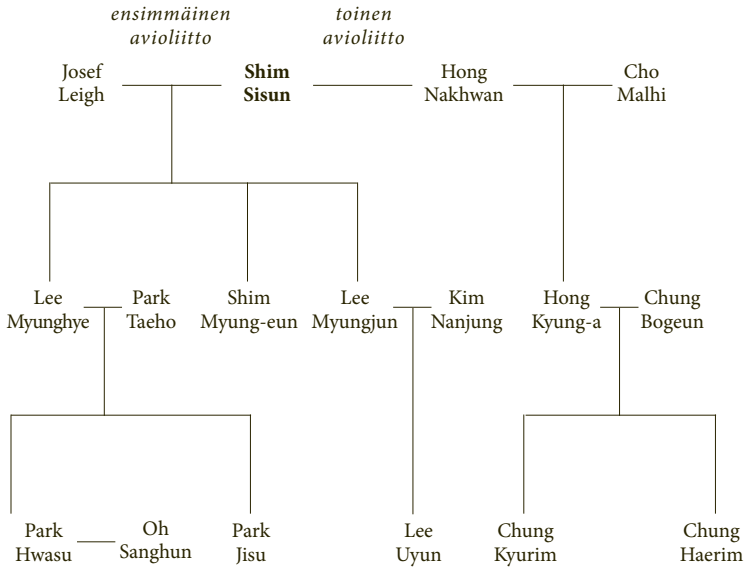 ensimmäinen
avioliitto
toinen
avioliitto
Josef
Leigh
Shim
Sisun
Hong
Nakhwan
Cho
Malhi
Lee
Myunghye
Park
Taeho
Shim
Myung-eun
Lee
Myungjun
Kim
Nanjung
Hong
Kyung-a
Chung
Bogeun
Park
Hwasu
Oh
Sanghun
Park
Jisu
Lee
Uyun
Chung
Kyurim
Chung
Haerim